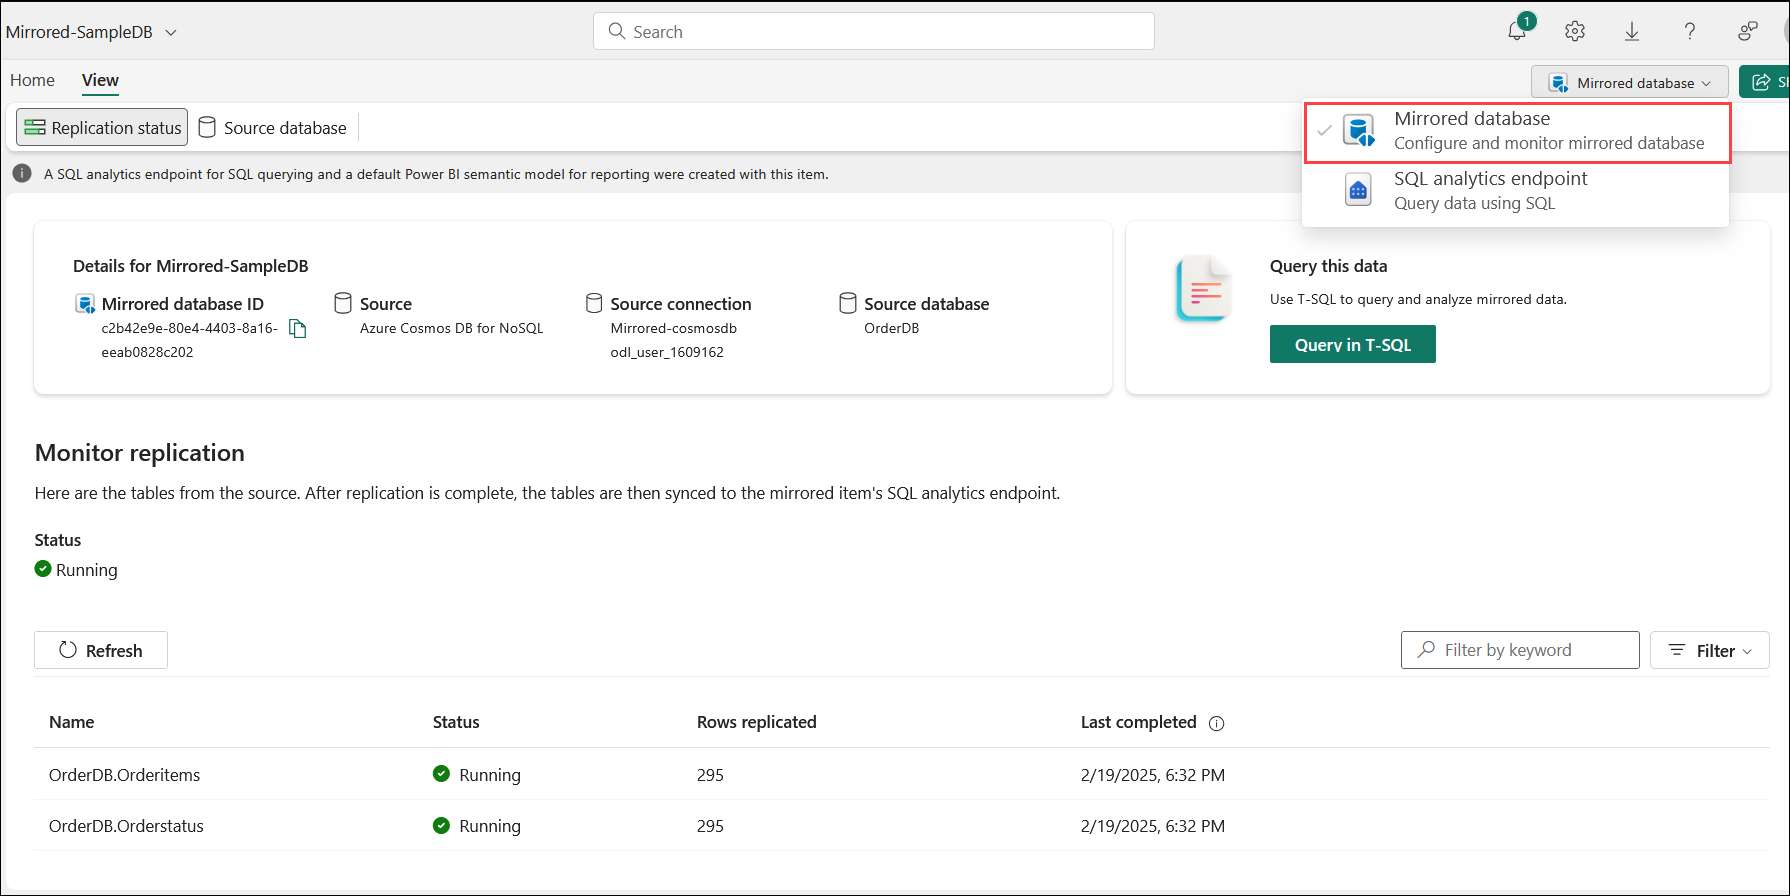 Mirrored-SampleDB
Search
1
Home
View
Mirrored database
Replication status
Source database
Mirrored database
Configure and monitor mirrored database
SQL analytics endpoint
Query data using SQL
A SQL analytics endpoint for SQL querying and a default Power BI semantic model for reporting were created with this item.
Details for Mirrored-SampleDB
Mirrored database ID
c2b42e9e-80e4-4403-8a16-
eeab0828c202
Source
Azure Cosmos DB for NoSQL
Source connection
Mirrored-cosmosdb
odl_user_1609162
Source database
OrderDB
Query this data
Use T-SQL to query and analyze mirrored data.
Query in T-SQL
Monitor replication
Here are the tables from the source. After replication is complete, the tables are then synced to the mirrored item's SQL analytics endpoint.
Status
Running
Refresh
Filter by keyword
Filter
Name Status Rows replicated Last completed
OrderDB.Orderitems Running 295 2/19/2025, 6:32 PM
OrderDB.Orderstatus Running 295 2/19/2025, 6:32 PM